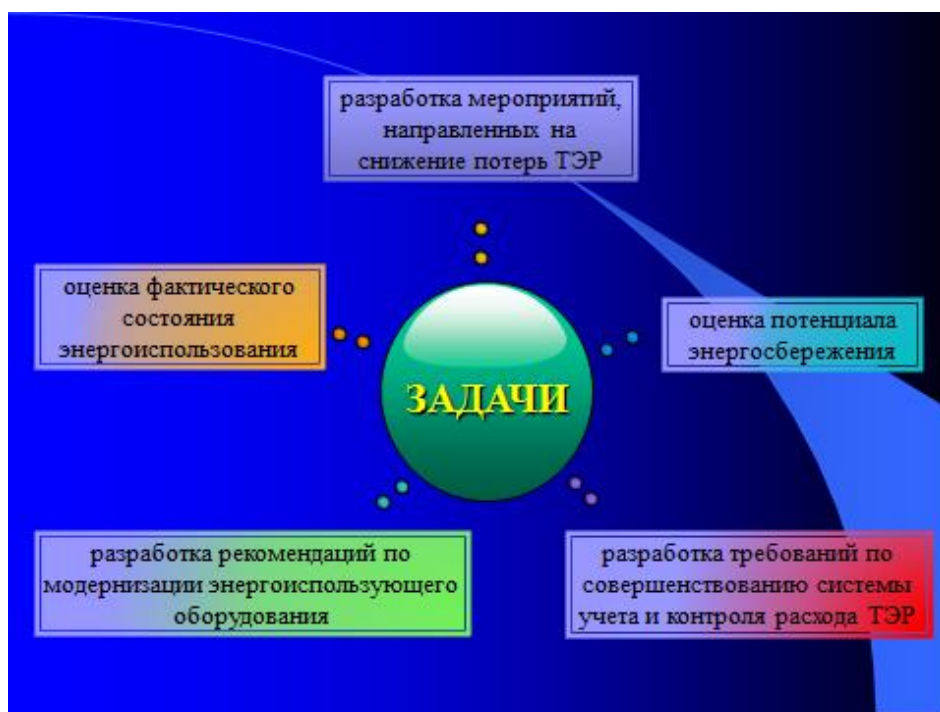 разработка мероприятий,
направленных на
снижение потерь ТЭР
оценка фактического
состояния
энергоиспользования
оценка потенциала
энергосбережения
ЗАДАЧИ
разработка рекомендаций по
модернизации энергоиспользующего
оборудования
разработка требований по
совершенствованию системы
учета и контроля расхода ТЭР